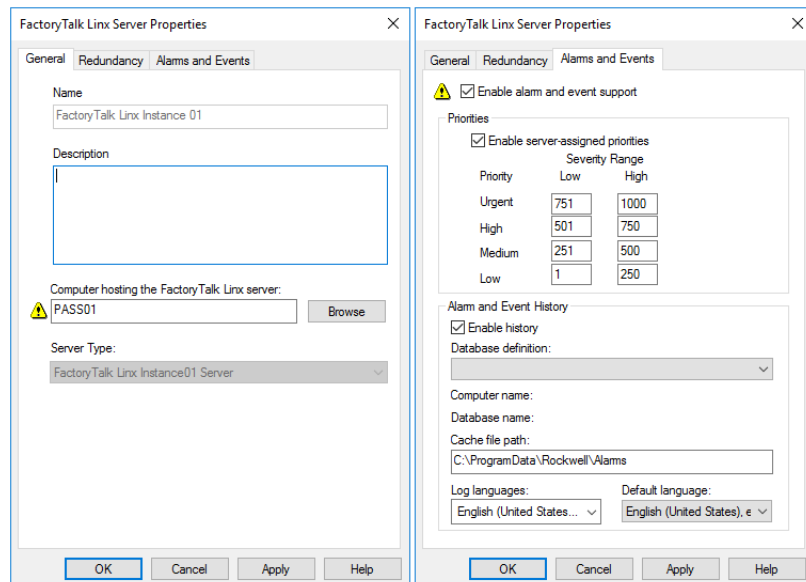 FactoryTalk Linx Server Properties
General Redundancy Alarms and Events
Name
FactoryTalk Linx Instance 01
Description
Computer hosting the FactoryTalk Linx server:
PASS01 Browse
Server Type:
FactoryTalk Linx Instance01 Server
OK Cancel Apply Help
FactoryTalk Linx Server Properties
General Redundancy Alarms and Events
Enable alarm and event support
Priorities
Enable server-assigned priorities
Severity Range
Priority Low High
Urgent 751 1000
High 501 750
Medium 251 500
Low 1 250
Alarm and Event History
Enable history
Database definition:
Computer name:
Database name:
Cache file path:
C:\ProgramData\Rockwell\Alarms
Log languages: Default language:
English (United States... English (United States), e
OK Cancel Apply Help